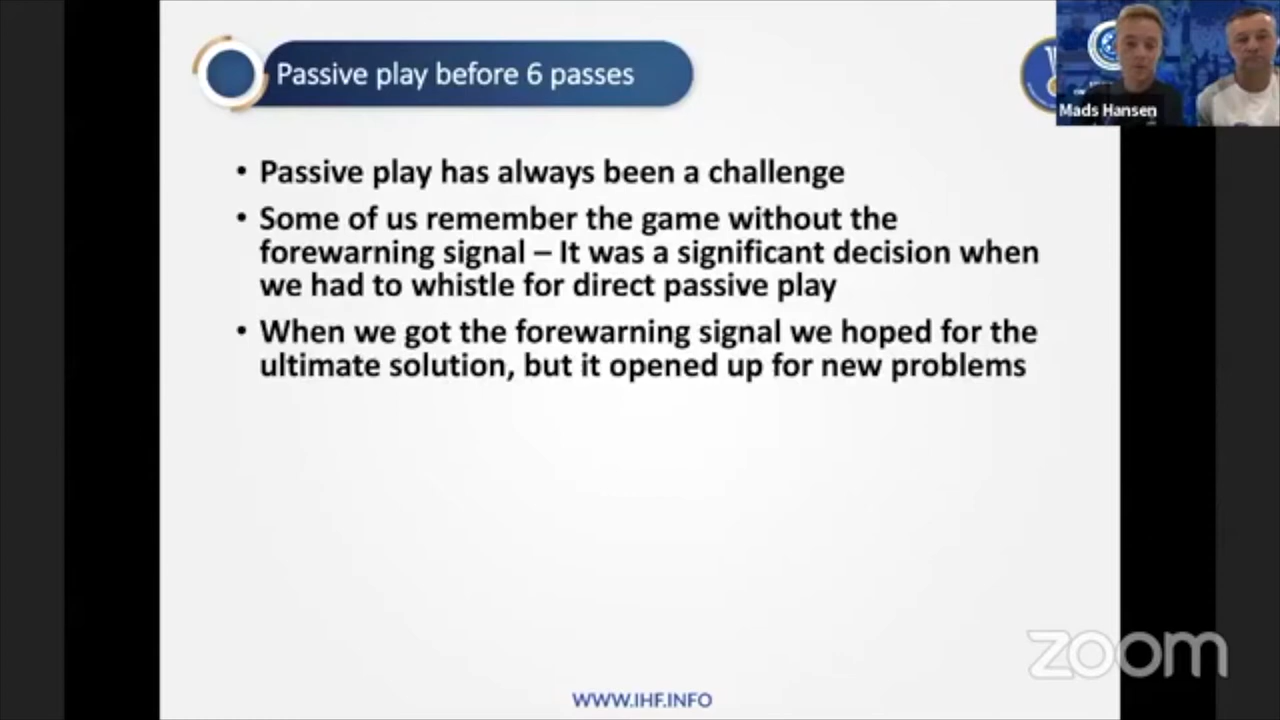 Passive play before 6 passes
Mads Hansen
• Passive play has always been a challenge
• Some of us remember the game without the
forewarning signal – It was a significant decision when
we had to whistle for direct passive play
• When we got the forewarning signal we hoped for the
ultimate solution, but it opened up for new problems
zoom
WWW.IHF.INFO